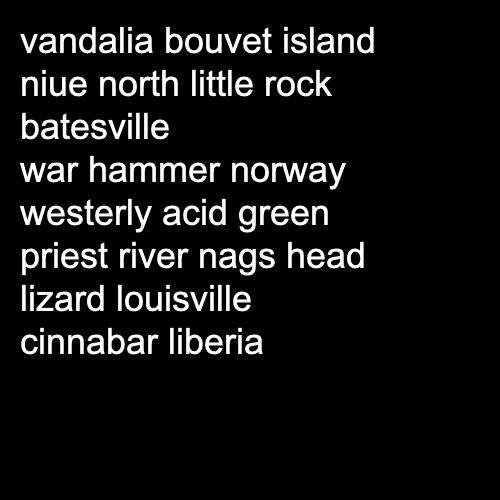 vandalia bouvet island
niue north little rock
batesville
war hammer norway
westerly acid green
priest river nags head
lizard louisville
cinnabar liberia